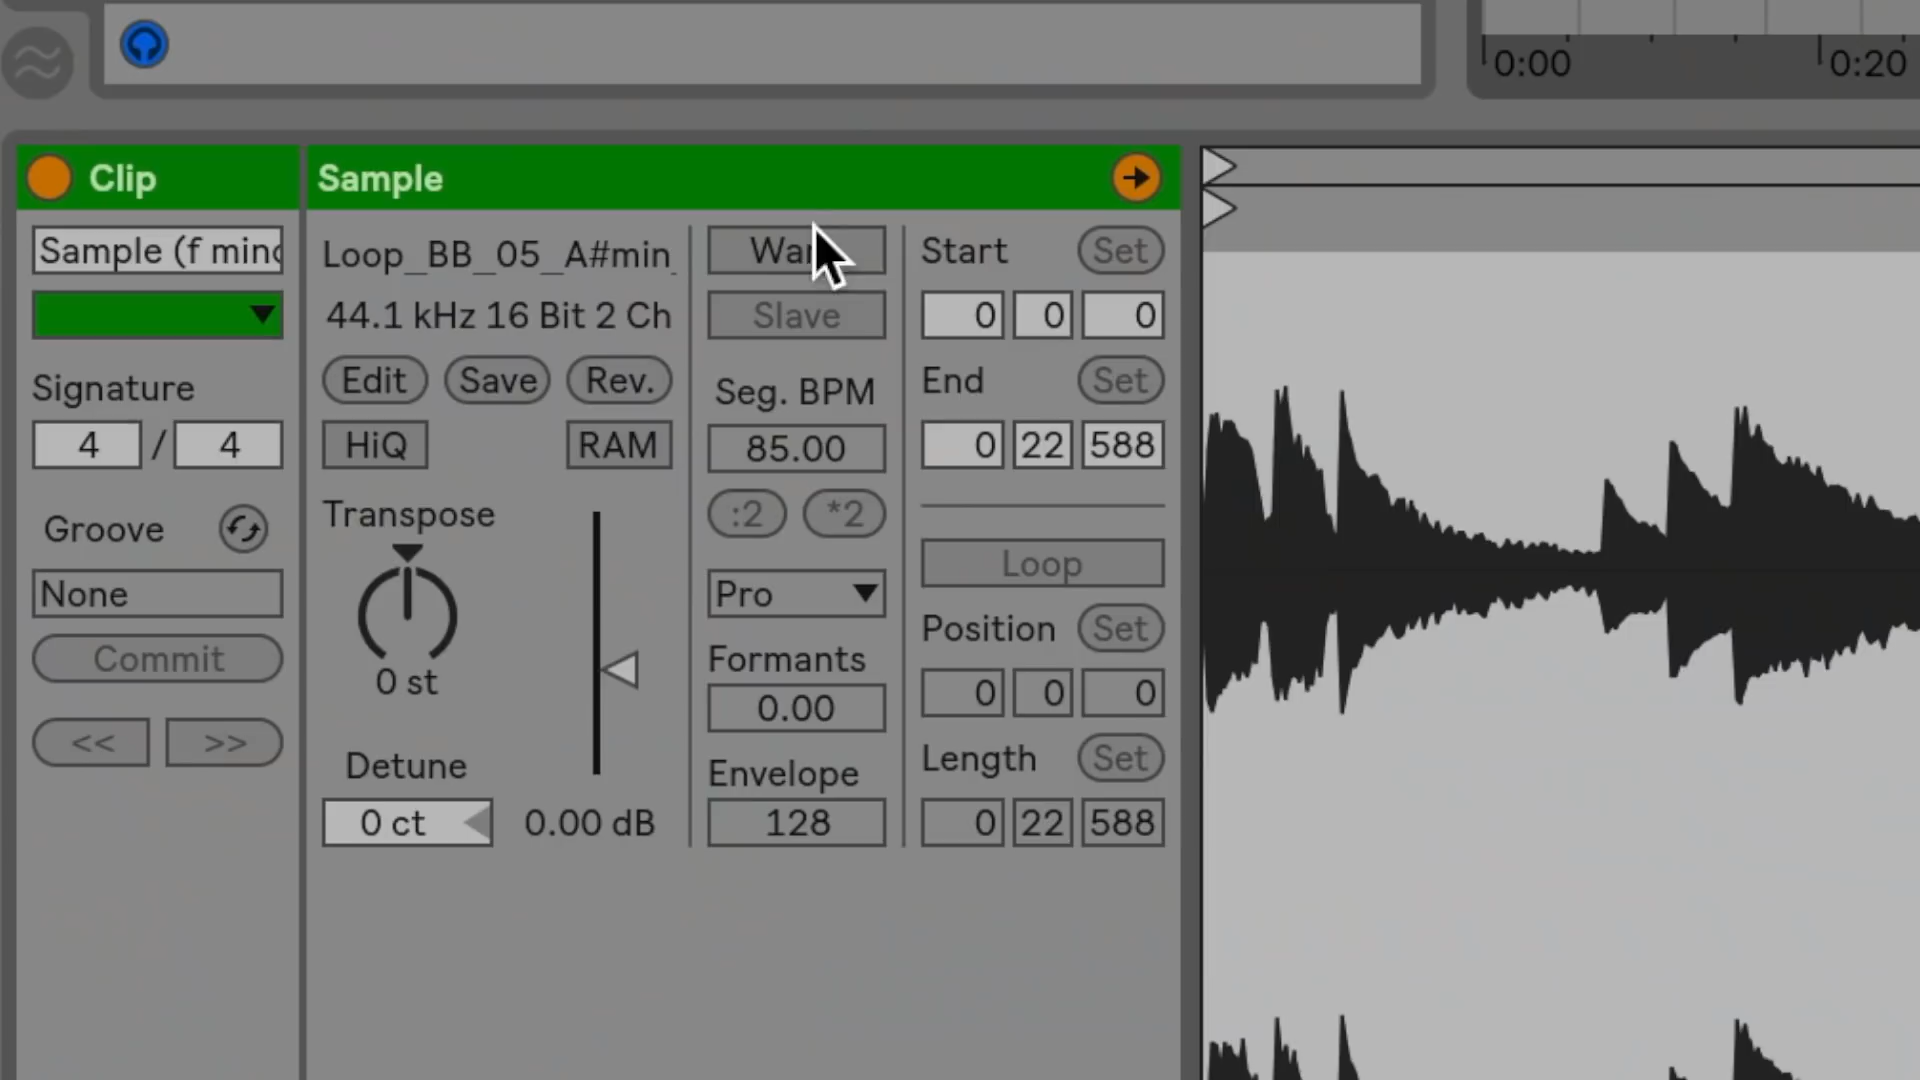 0:00 0:20
Clip
Sample (f min
Signature
4 / 4
Groove
None
Commit
<< >>
Sample
Loop_BB_05_A#min_
44.1 kHz 16 Bit 2 Ch
Edit Save Rev.
HiQ RAM
Transpose
0 st
Detune
0 ct 0.00 dB
Slave
Seg. BPM
85.00
:2 *2
Pro
Formants
0.00
Envelope
128
Start Set
0 0 0
End Set
0 22 588
Loop
Position Set
0 0 0
Length Set
0 22 588